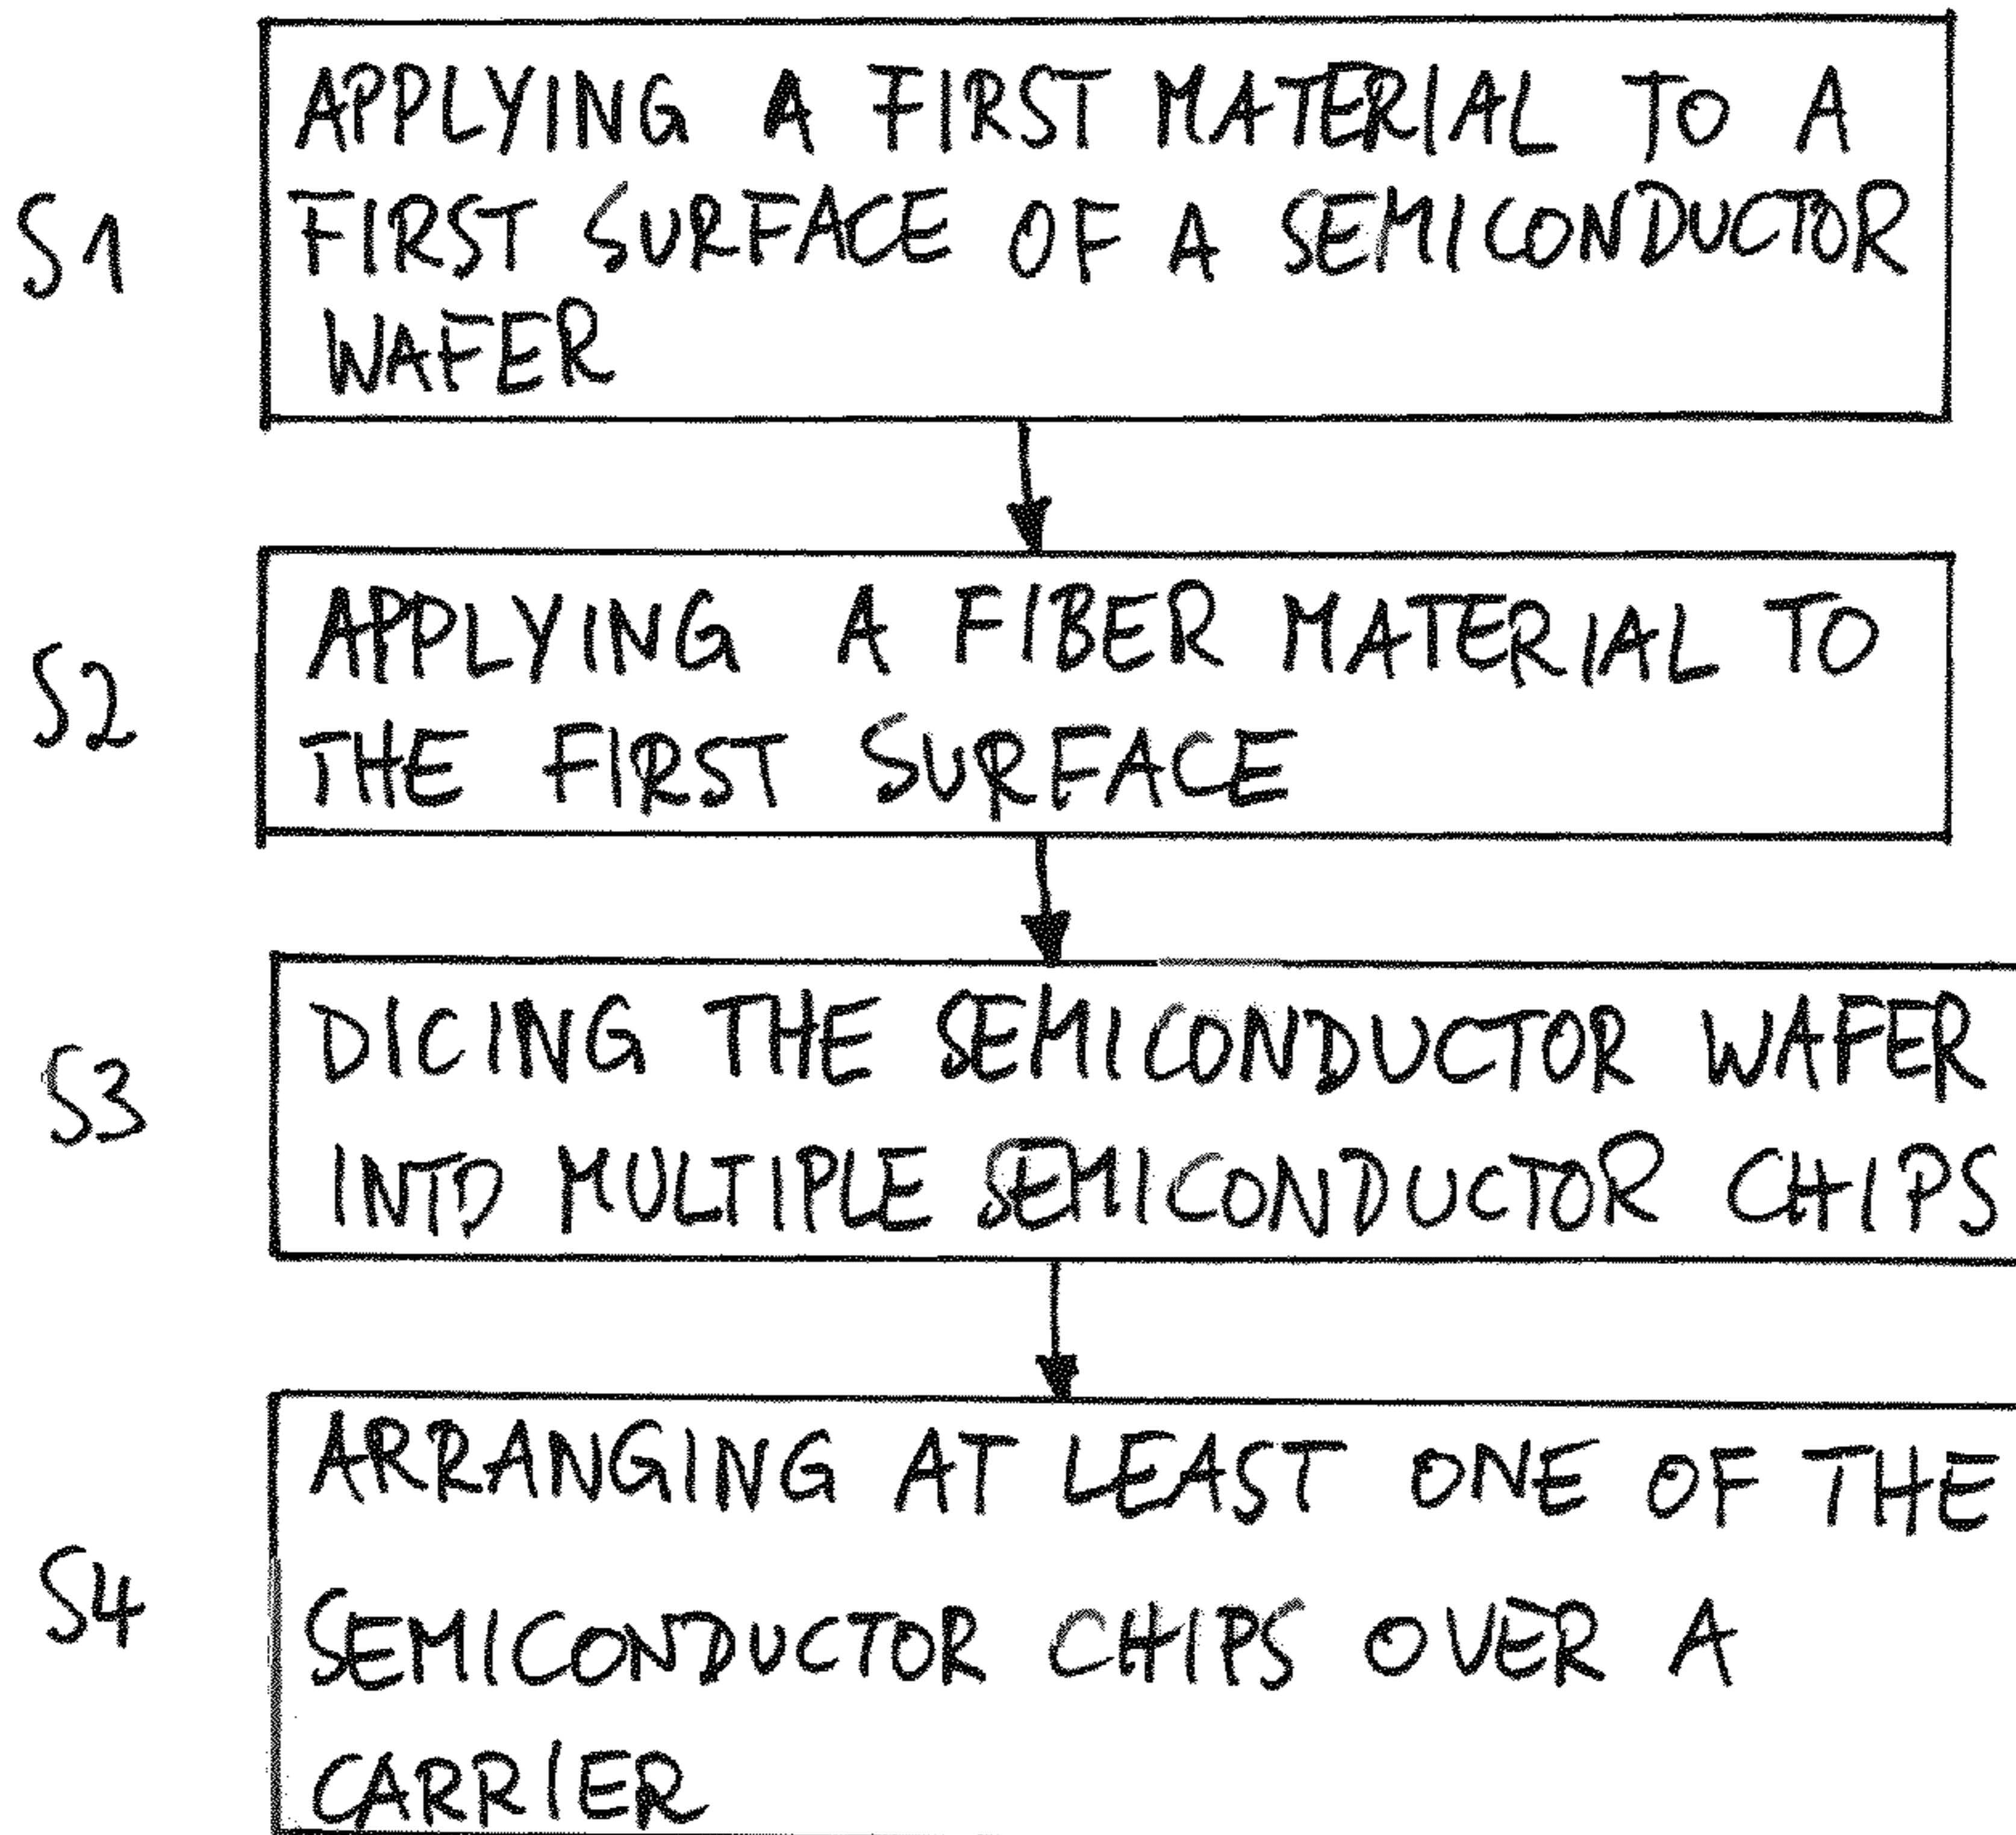 S1
APPLYING A FIRST MATERIAL TO A
FIRST SURFACE OF A SEMICONDUCTOR
WAFER
S2
APPLYING A FIBER MATERIAL TO
THE FIRST SURFACE
S3
DICING THE SEMICONDUCTOR WAFER
INTO MULTIPLE SEMICONDUCTOR CHIPS
S4
ARRANGING AT LEAST ONE OF THE
SEMICONDUCTOR CHIPS OVER A
CARRIER